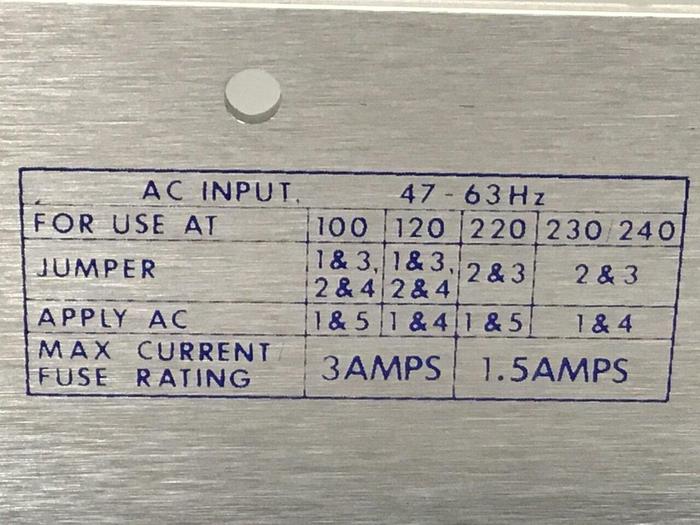 AC INPUT. 47-63Hz
FOR USE AT 100 120 220 230/240
JUMPER 1&3, 2&4 1&3, 2&4 2&3 2&3
APPLY AC 1&5 1&4 1&5 1&4
MAX CURRENT FUSE RATING 3AMPS 1.5AMPS